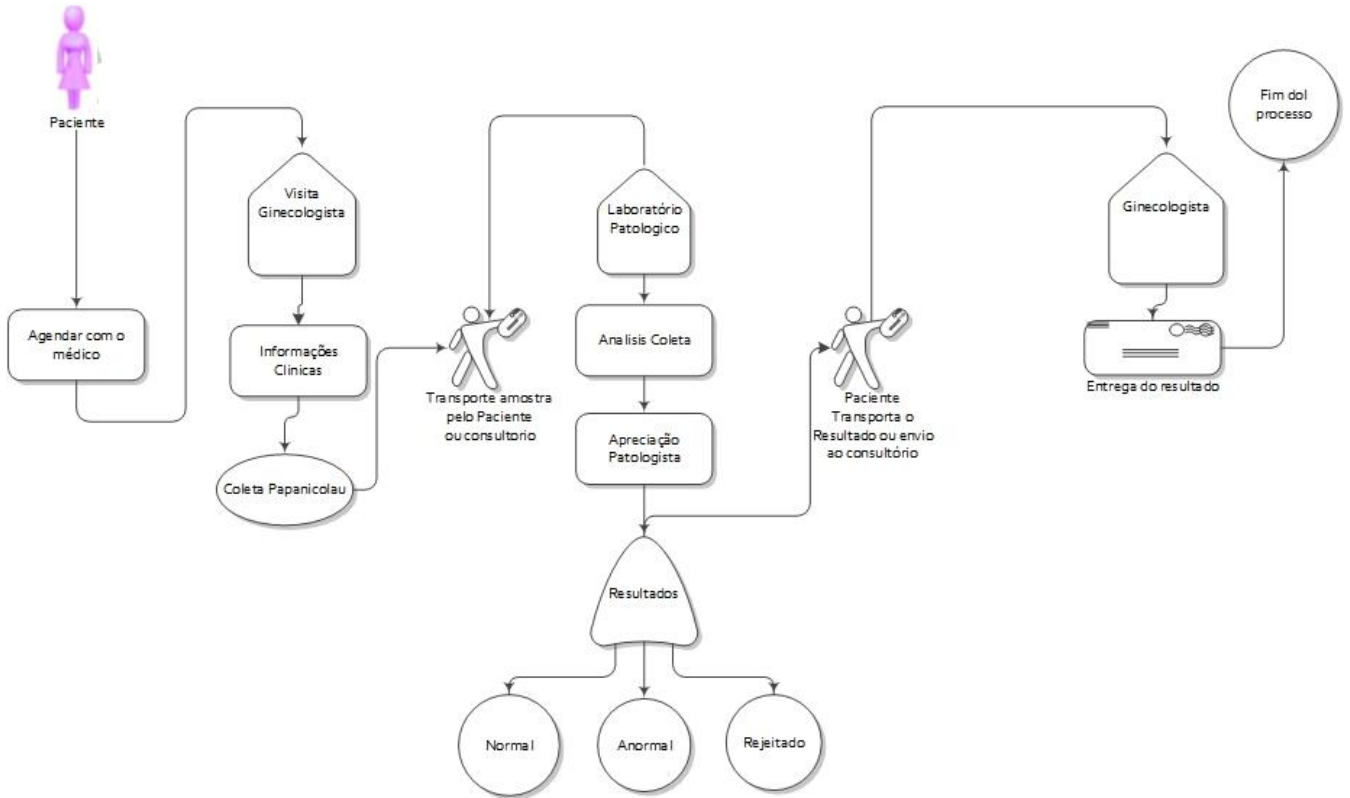 Paciente
Agendar com o
médico
Visita
Ginecologista
Informações
Clinicas
Coleta Papanicolau
Transporte amostra
pelo Paciente
ou consultorio
Laboratório
Patologico
Analisis Coleta
Apreciação
Patologista
Resultados
Normal
Anormal
Rejeitado
Paciente
Transporta o
Resultado ou envio
ao consultório
Ginecologista
Entrega do resultado
Fim dol
processo